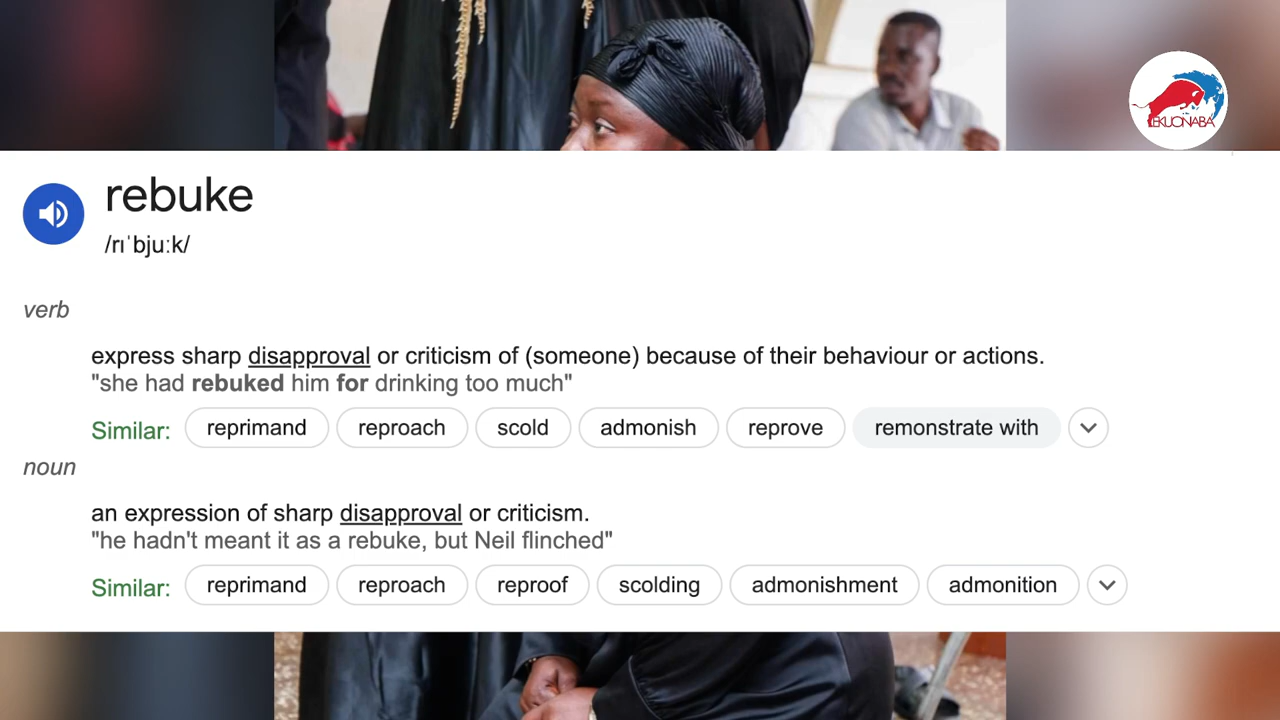 EKUONABA
rebuke
/rɪˈbjuːk/
verb
express sharp disapproval or criticism of (someone) because of their behaviour or actions.
"she had rebuked him for drinking too much"
Similar: reprimand reproach scold admonish reprove remonstrate with
noun
an expression of sharp disapproval or criticism.
"he hadn't meant it as a rebuke, but Neil flinched"
Similar: reprimand reproach reproof scolding admonishment admonition